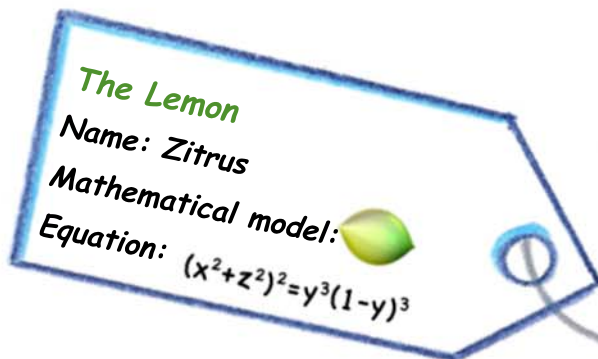 The Lemon
Name: Zitrus
Mathematical model:
Equation: (x²+z²)²=y³(1-y)³